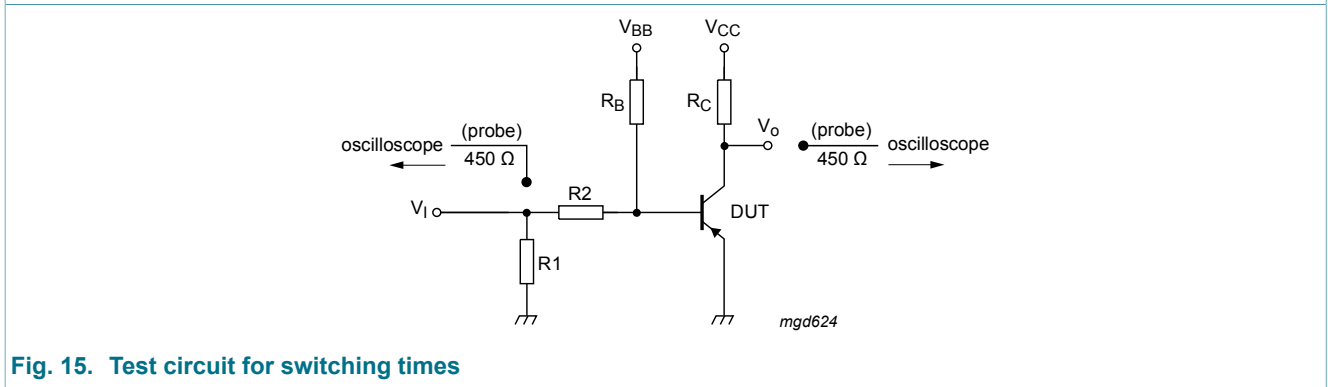 VBB
VCC
RB
RC
Vo
(probe)
450 Ω
oscilloscope
(probe)
450 Ω
oscilloscope
R2
VI
DUT
R1
mgd624
Fig. 15. Test circuit for switching times